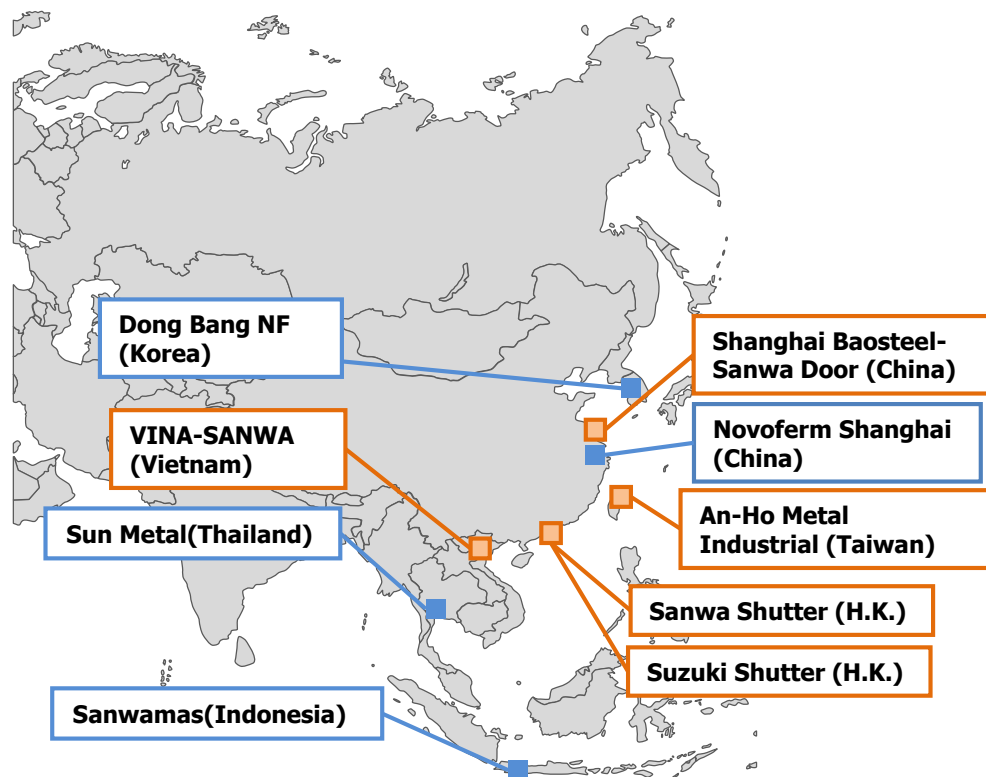 Dong Bang NF
(Korea)
Shanghai Baosteel-
Sanwa Door (China)
VINA-SANWA
(Vietnam)
Novoferm Shanghai
(China)
Sun Metal(Thailand)
An-Ho Metal
Industrial (Taiwan)
Sanwa Shutter (H.K.)
Suzuki Shutter (H.K.)
Sanwamas(Indonesia)